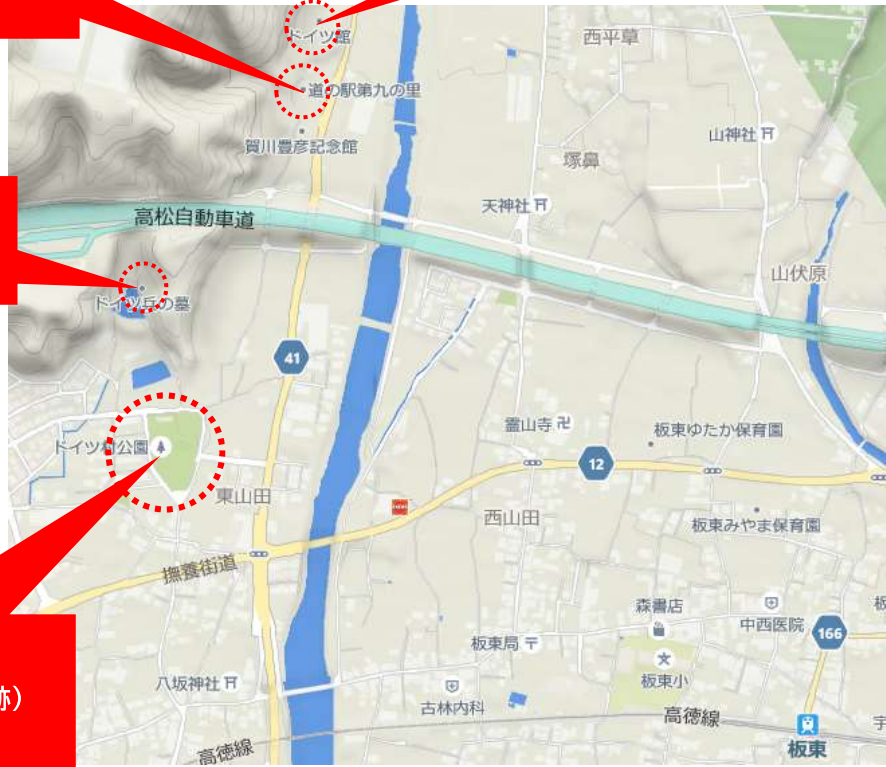 ドイツ館
西平草
道の駅第九の里
賀川豊彦記念館
山神社
塚鼻
天神社
高松自動車道
山伏原
ドイツ兵の墓
41
霊山寺
板東ゆたか保育園
ドイツ村公園
12
東山田
西山田
板東みやま保育園
撫養街道
森書店
中西医院
板
166
板東局
八坂神社
板東小
跡）
古林内科
高徳線
宇
高徳線
板東